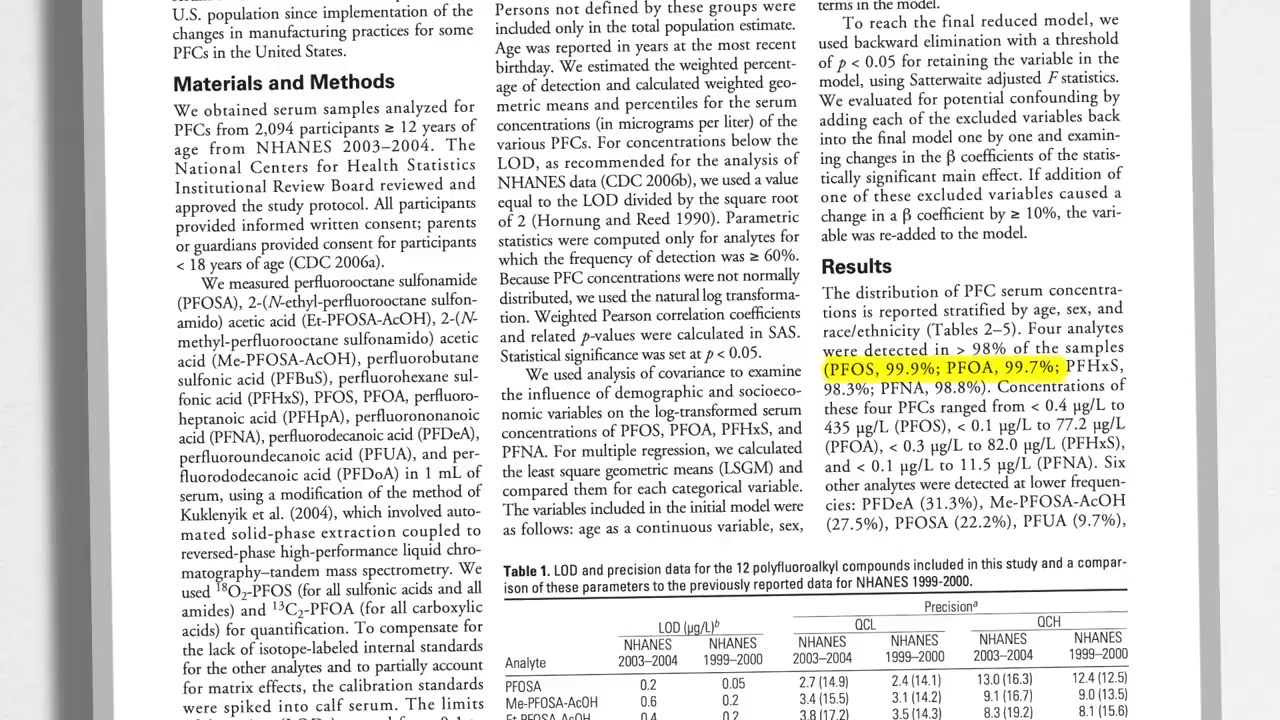 U.S. population since implementation of the
changes in manufacturing practices for some
PFCs in the United States.
Materials and Methods
We obtained serum samples analyzed for
PFCs from 2,094 participants ≥ 12 years of
age from NHANES 2003–2004. The
National Centers for Health Statistics
Institutional Review Board reviewed and
approved the study protocol. All participants
provided informed written consent; parents
or guardians provided consent for participants
< 18 years of age (CDC 2006a).
We measured perfluorooctane sulfonamide
(PFOSA), 2-(N-ethyl-perfluorooctane sulfon-
amido) acetic acid (Et-PFOSA-AcOH), 2-(N-
methyl-perfluorooctane sulfonamido) acetic
acid (Me-PFOSA-AcOH), perfluorobutane
sulfonic acid (PFBuS), perfluorohexane sul-
fonic acid (PFHxS), PFOS, PFOA, perfluoro-
heptanoic acid (PFHpA), perfluorononanoic
acid (PFNA), perfluorodecanoic acid (PFDeA),
perfluoroundecanoic acid (PFUA), and per-
fluorododecanoic acid (PFDoA) in 1 mL of
serum, using a modification of the method of
Kuklenyik et al. (2004), which involved auto-
mated solid-phase extraction coupled to
reversed-phase high-performance liquid chro-
matography–tandem mass spectrometry. We
used ¹⁸O₂-PFOS (for all sulfonic acids and all
amides) and ¹³C₂-PFOA (for all carboxylic
acids) for quantification. To compensate for
the lack of isotope-labeled internal standards
for the other analytes and to partially account
for matrix effects, the calibration standards
were spiked into calf serum. The limits
Persons not defined by these groups were
included only in the total population estimate.
Age was reported in years at the most recent
birthday. We estimated the weighted percent-
age of detection and calculated weighted geo-
metric means and percentiles for the serum
concentrations (in micrograms per liter) of the
various PFCs. For concentrations below the
LOD, as recommended for the analysis of
NHANES data (CDC 2006b), we used a value
equal to the LOD divided by the square root
of 2 (Hornung and Reed 1990). Parametric
statistics were computed only for analytes for
which the frequency of detection was ≥ 60%.
Because PFC concentrations were not normally
distributed, we used the natural log transforma-
tion. Weighted Pearson correlation coefficients
and related p-values were calculated in SAS.
Statistical significance was set at p < 0.05.
We used analysis of covariance to examine
the influence of demographic and socioeco-
nomic variables on the log-transformed serum
concentrations of PFOS, PFOA, PFHxS, and
PFNA. For multiple regression, we calculated
the least square geometric means (LSGM) and
compared them for each categorical variable.
The variables included in the initial model were
as follows: age as a continuous variable, sex,
terms in the model.
To reach the final reduced model, we
used backward elimination with a threshold
of p < 0.05 for retaining the variable in the
model, using Satterwaite adjusted F statistics.
We evaluated for potential confounding by
adding each of the excluded variables back
into the final model one by one and examin-
ing changes in the β coefficients of the statis-
tically significant main effect. If addition of
one of these excluded variables caused a
change in a β coefficient by ≥ 10%, the vari-
able was re-added to the model.
Results
The distribution of PFC serum concentra-
tions is reported stratified by age, sex, and
race/ethnicity (Tables 2–5). Four analytes
were detected in > 98% of the samples
(PFOS, 99.9%; PFOA, 99.7%; PFHxS,
98.3%; PFNA, 98.8%). Concentrations of
these four PFCs ranged from < 0.4 µg/L to
435 µg/L (PFOS), < 0.1 µg/L to 77.2 µg/L
(PFOA), < 0.3 µg/L to 82.0 µg/L (PFHxS),
and < 0.1 µg/L to 11.5 µg/L (PFNA). Six
other analytes were detected at lower frequen-
cies: PFDeA (31.3%), Me-PFOSA-AcOH
(27.5%), PFOSA (22.2%), PFUA (9.7%),
Table 1. LOD and precision data for the 12 polyfluoroalkyl compounds included in this study and a compar-
ison of these parameters to the previously reported data for NHANES 1999-2000.
Precisionᵃ
LOD (µg/L)ᵇ QCL QCH
NHANES NHANES NHANES NHANES NHANES NHANES
Analyte 2003–2004 1999–2000 2003–2004 1999–2000 2003–2004 1999–2000
PFOSA 0.2 0.05 2.7 (14.9) 2.4 (14.1) 13.0 (16.3) 12.4 (12.5)
Me-PFOSA-AcOH 0.6 0.2 3.4 (15.5) 3.1 (14.2) 9.1 (16.7) 9.0 (13.5)
Et-PFOSA-AcOH 0.4 0.2 3.8 (17.2) 3.5 (14.3) 8.3 (19.2) 8.1 (15.6)